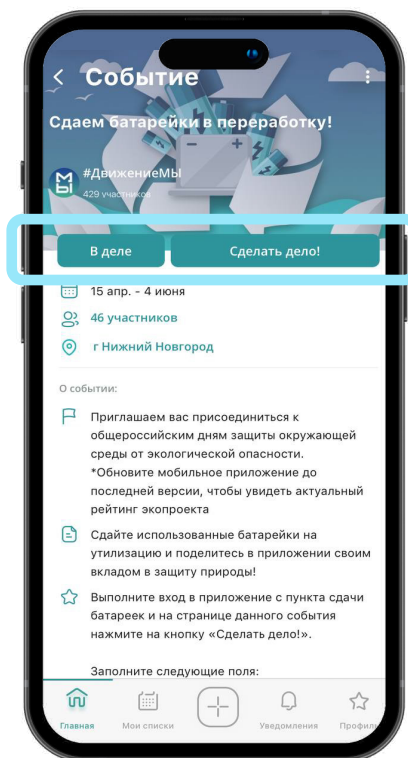 Событие
Сдаем батарейки в переработку!
#ДвижениеМЫ
429 участников
В деле
Сделать дело!
15 апр. - 4 июня
46 участников
г Нижний Новгород
О событии:
Приглашаем вас присоединиться к
общероссийским дням защиты окружающей
среды от экологической опасности.
*Обновите мобильное приложение до
последней версии, чтобы увидеть актуальный
рейтинг экопроекта
Сдайте использованные батарейки на
утилизацию и поделитесь в приложении своим
вкладом в защиту природы!
Выполните вход в приложение с пункта сдачи
батареек и на странице данного события
нажмите на кнопку «Сделать дело!».
Заполните следующие поля:
Главная
Мои списки
Уведомления
Профиль